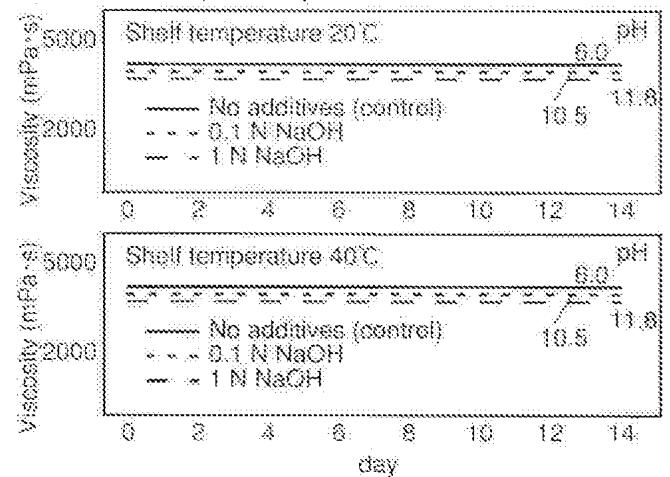 Shelf temperature 20℃
pH
5000
6.0
Viscosity (mPa·s)
No additives (control)
10.5
11.6
2000
0.1 N NaOH
1 N NaOH
0 2 4 6 8 10 12 14
Shelf temperature 40℃
pH
5000
6.0
Viscosity (mPa·s)
No additives (control)
10.5
11.6
2000
0.1 N NaOH
1 N NaOH
0 2 4 6 8 10 12 14
day